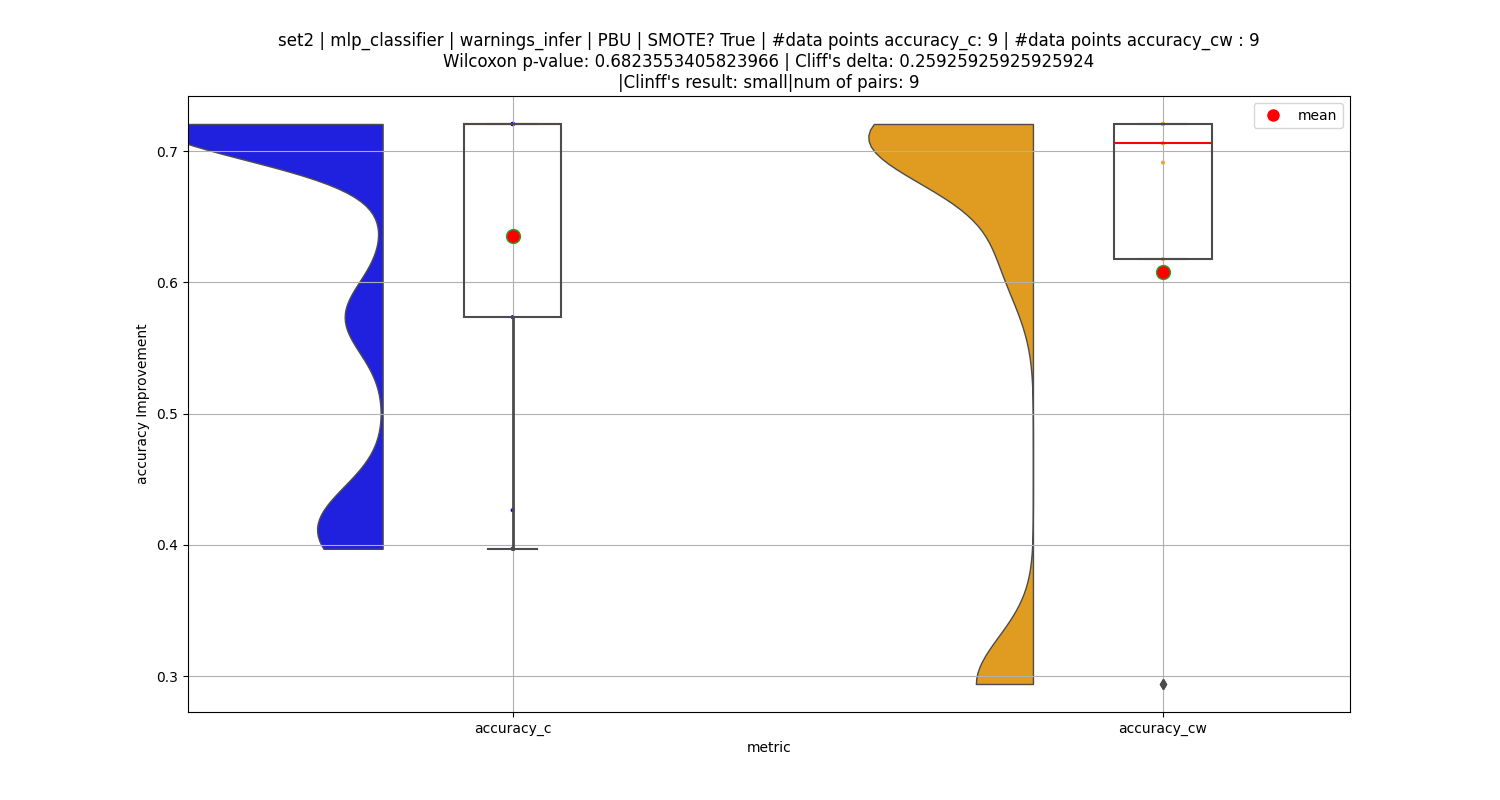 set2 | mlp_classifier | warnings_infer | PBU | SMOTE? True | #data points accuracy_c: 9 | #data points accuracy_cw : 9
Wilcoxon p-value: 0.6823553405823966 | Cliff's delta: 0.25925925925925924
|Clinff's result: small|num of pairs: 9
mean
0.7
0.6
0.5
0.4
0.3
accuracy Improvement
accuracy_c
accuracy_cw
metric